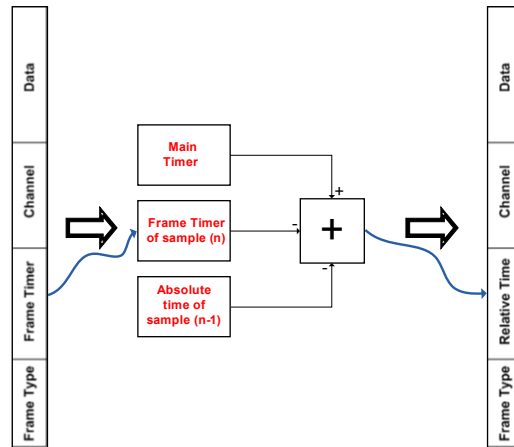 Data
Channel
Frame Timer
Frame Type
Main
Timer
+
Frame Timer
of sample (n)
-
+
Absolute
time of
sample (n-1)
-
Data
Channel
Relative Time
Frame Type